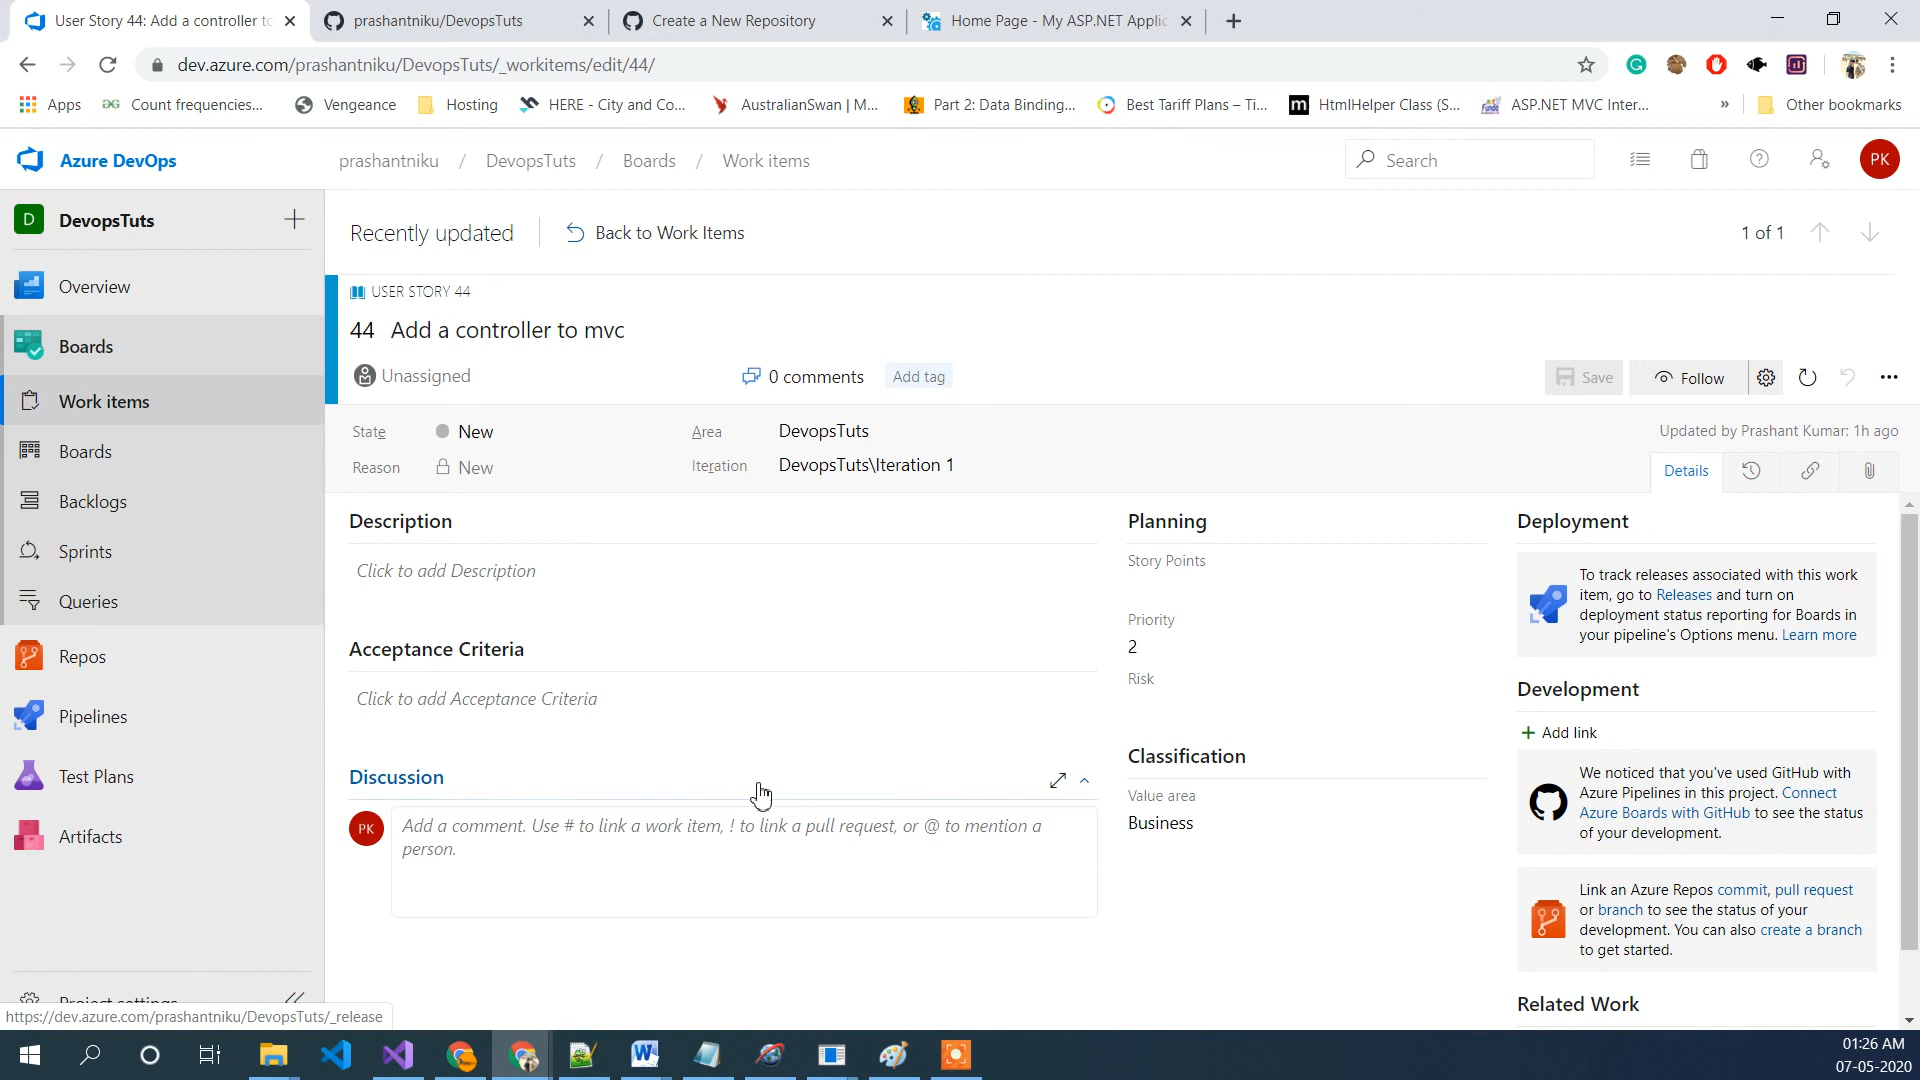 User Story 44: Add a controller to
prashantniku/DevopsTuts
Create a New Repository
Home Page - My ASP.NET Applic
dev.azure.com/prashantniku/DevopsTuts/_workitems/edit/44/
Apps
Count frequencies...
Vengeance
Hosting
HERE - City and Co...
AustralianSwan | M...
Part 2: Data Binding...
Best Tariff Plans – Ti...
HtmlHelper Class (S...
ASP.NET MVC Inter...
»
Other bookmarks
Azure DevOps
prashantniku / DevopsTuts / Boards / Work items
Search
PK
D DevopsTuts
Recently updated
Back to Work Items
1 of 1
Overview
Boards
Work items
Boards
Backlogs
Sprints
Queries
Repos
Pipelines
Test Plans
Artifacts
Project settings
USER STORY 44
44 Add a controller to mvc
Unassigned
0 comments
Add tag
Save
Follow
State
New
Area
DevopsTuts
Updated by Prashant Kumar: 1h ago
Reason
New
Iteration
DevopsTuts\Iteration 1
Details
Description
Click to add Description
Acceptance Criteria
Click to add Acceptance Criteria
Discussion
PK
Add a comment. Use # to link a work item, ! to link a pull request, or @ to mention a
person.
Planning
Story Points
Priority
2
Risk
Classification
Value area
Business
Deployment
To track releases associated with this work
item, go to Releases and turn on
deployment status reporting for Boards in
your pipeline's Options menu. Learn more
Development
+ Add link
We noticed that you've used GitHub with
Azure Pipelines in this project. Connect
Azure Boards with GitHub to see the status
of your development.
Link an Azure Repos commit, pull request
or branch to see the status of your
development. You can also create a branch
to get started.
Related Work
https://dev.azure.com/prashantniku/DevopsTuts/_release
01:26 AM
07-05-2020